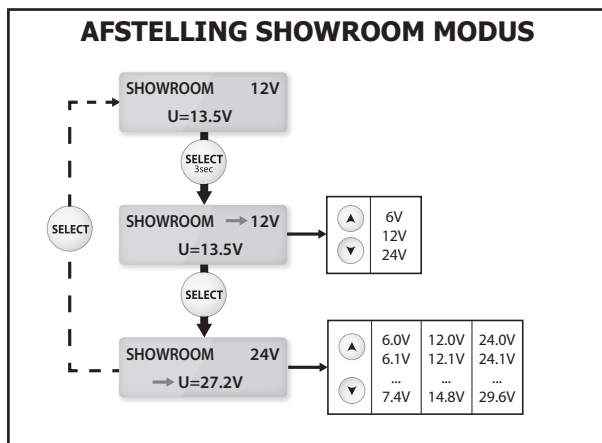 AFSTELLING SHOWROOM MODUS
SHOWROOM 12V
U=13.5V
SELECT
3sec
SHOWROOM → 12V
U=13.5V
6V
12V
24V
SELECT
SELECT
SHOWROOM 24V
→ U=27.2V
6.0V 12.0V 24.0V
6.1V 12.1V 24.1V
... ... ...
7.4V 14.8V 29.6V